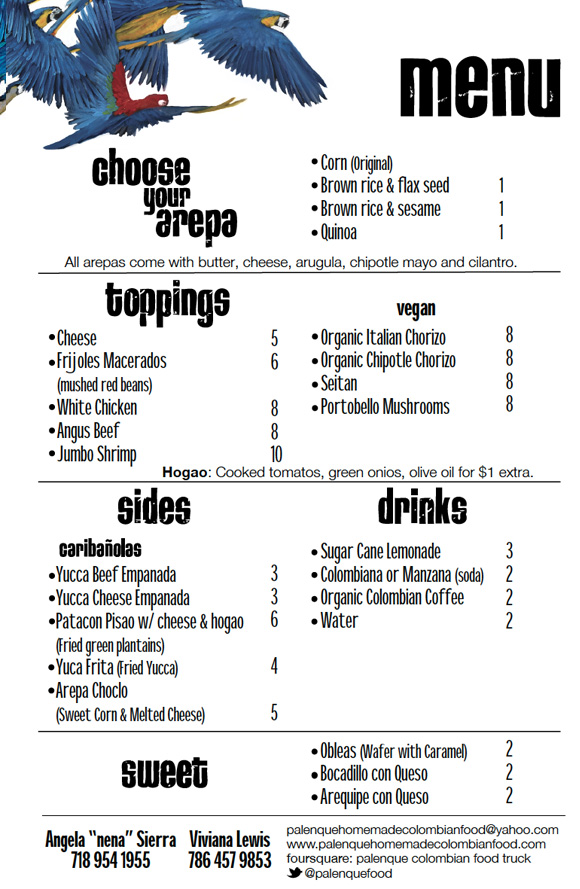 menu
choose
your
arepa
• Corn (Original)
• Brown rice & flax seed 1
• Brown rice & sesame 1
• Quinoa 1
All arepas come with butter, cheese, arugula, chipotle mayo and cilantro.
toppings
• Cheese 5
• Frijoles Macerados 6
(mushed red beans)
• White Chicken 8
• Angus Beef 8
• Jumbo Shrimp 10
vegan
• Organic Italian Chorizo 8
• Organic Chipotle Chorizo 8
• Seitan 8
• Portobello Mushrooms 8
Hogao: Cooked tomatos, green onios, olive oil for $1 extra.
sides
caribañolas
• Yucca Beef Empanada 3
• Yucca Cheese Empanada 3
• Patacon Pisao w/ cheese & hogao 6
(Fried green plantains)
• Yuca Frita (Fried Yucca) 4
• Arepa Choclo
(Sweet Corn & Melted Cheese) 5
drinks
• Sugar Cane Lemonade 3
• Colombiana or Manzana (soda) 2
• Organic Colombian Coffee 2
• Water 2
sweet
• Obleas (Wafer with Caramel) 2
• Bocadillo con Queso 2
• Arequipe con Queso 2
Angela "nena" Sierra
718 954 1955
Viviana Lewis
786 457 9853
palenquehomemadecolombianfood@yahoo.com
www.palenquehomemadecolombianfood.com
foursquare: palenque colombian food truck
@palenquefood